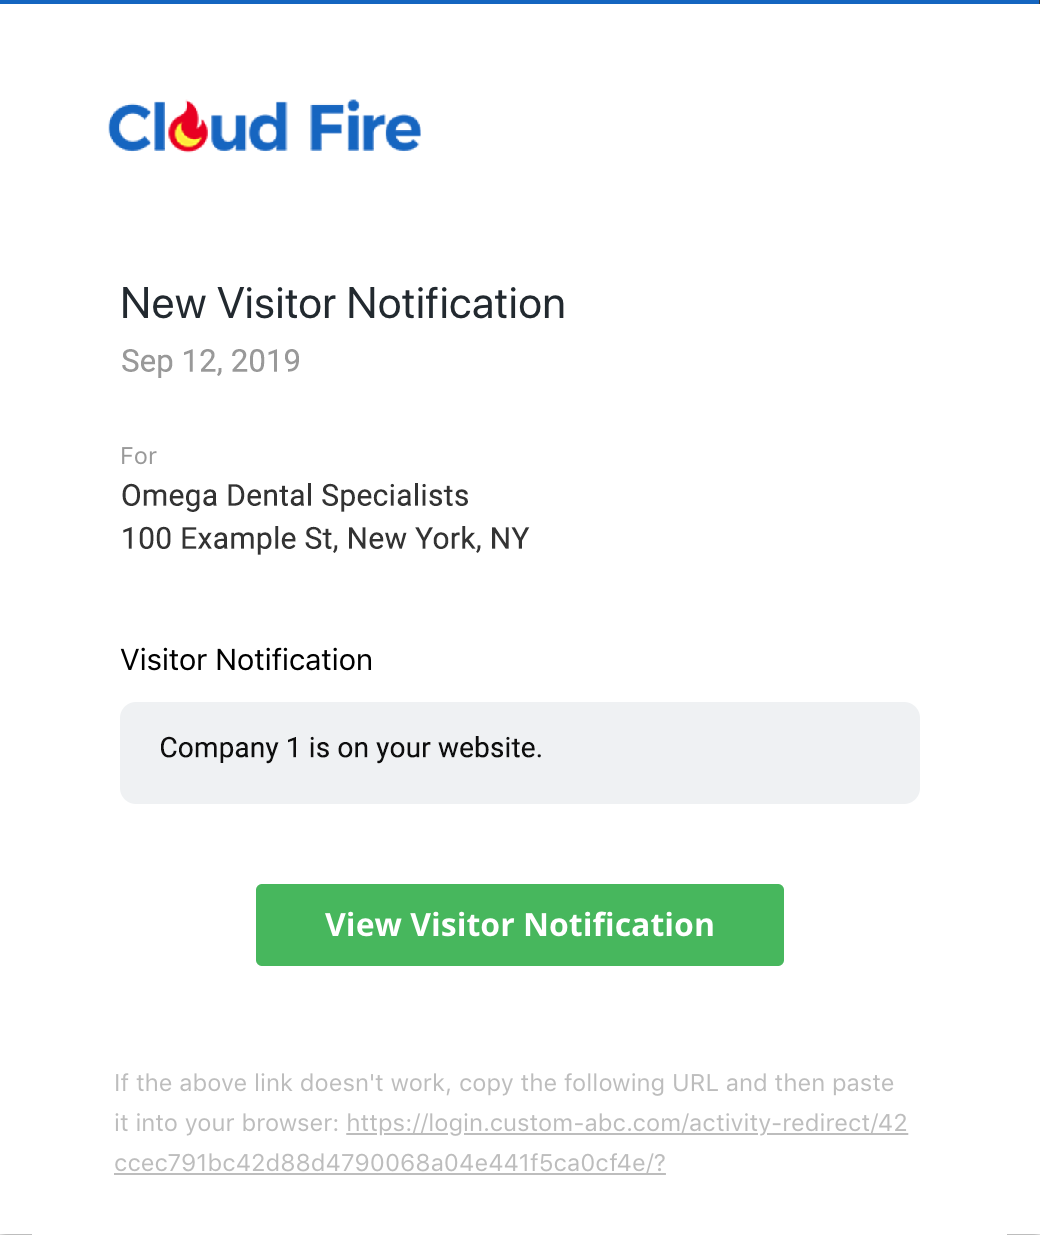 Cloud Fire
New Visitor Notification
Sep 12, 2019
For
Omega Dental Specialists
100 Example St, New York, NY
Visitor Notification
Company 1 is on your website.
View Visitor Notification
If the above link doesn't work, copy the following URL and then paste
it into your browser: https://login.custom-abc.com/activity-redirect/42
ccec791bc42d88d4790068a04e441f5ca0cf4e/?